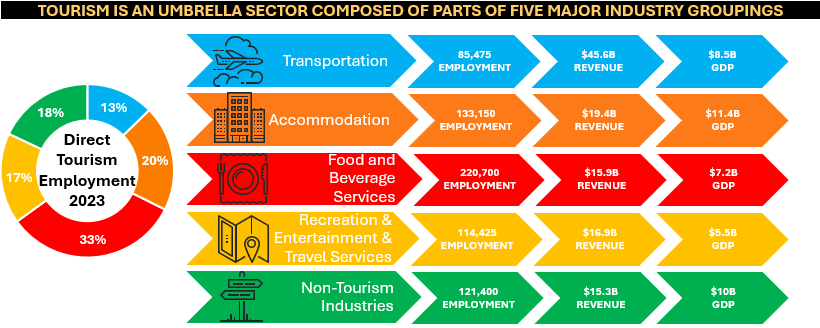 TOURISM IS AN UMBRELLA SECTOR COMPOSED OF PARTS OF FIVE MAJOR INDUSTRY GROUPINGS
13%
20%
33%
17%
18%
Direct
Tourism
Employment
2023
Transportation
85,475
EMPLOYMENT
$45.6B
REVENUE
$8.5B
GDP
Accommodation
133,150
EMPLOYMENT
$19.4B
REVENUE
$11.4B
GDP
Food and
Beverage
Services
220,700
EMPLOYMENT
$15.9B
REVENUE
$7.2B
GDP
Recreation &
Entertainment &
Travel Services
114,425
EMPLOYMENT
$16.9B
REVENUE
$5.5B
GDP
Non-Tourism
Industries
121,400
EMPLOYMENT
$15.3B
REVENUE
$10B
GDP